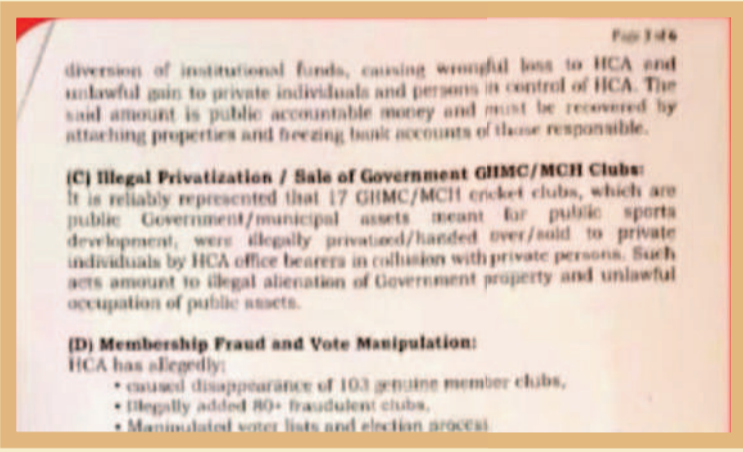 Page 3 of 6
diversion of institutional funds, causing wrongful loss to HCA and
unlawful gain to private individuals and persons in control of HCA. The
said amount is public accountable money and must be recovered by
attaching properties and freezing bank accounts of those responsible.
(C) Illegal Privatization / Sale of Government GHMC/MCH Clubs:
It is reliably represented that 17 GHMC/MCH cricket clubs, which are
public Government/municipal assets meant for public sports
development, were illegally privatized/handed over/sold to private
individuals by HCA office bearers in collusion with private persons. Such
acts amount to illegal alienation of Government property and unlawful
occupation of public assets.
(D) Membership Fraud and Vote Manipulation:
HCA has allegedly:
• caused disappearance of 103 genuine member clubs,
• Illegally added 80+ fraudulent clubs,
• Manipulated voter lists and election process